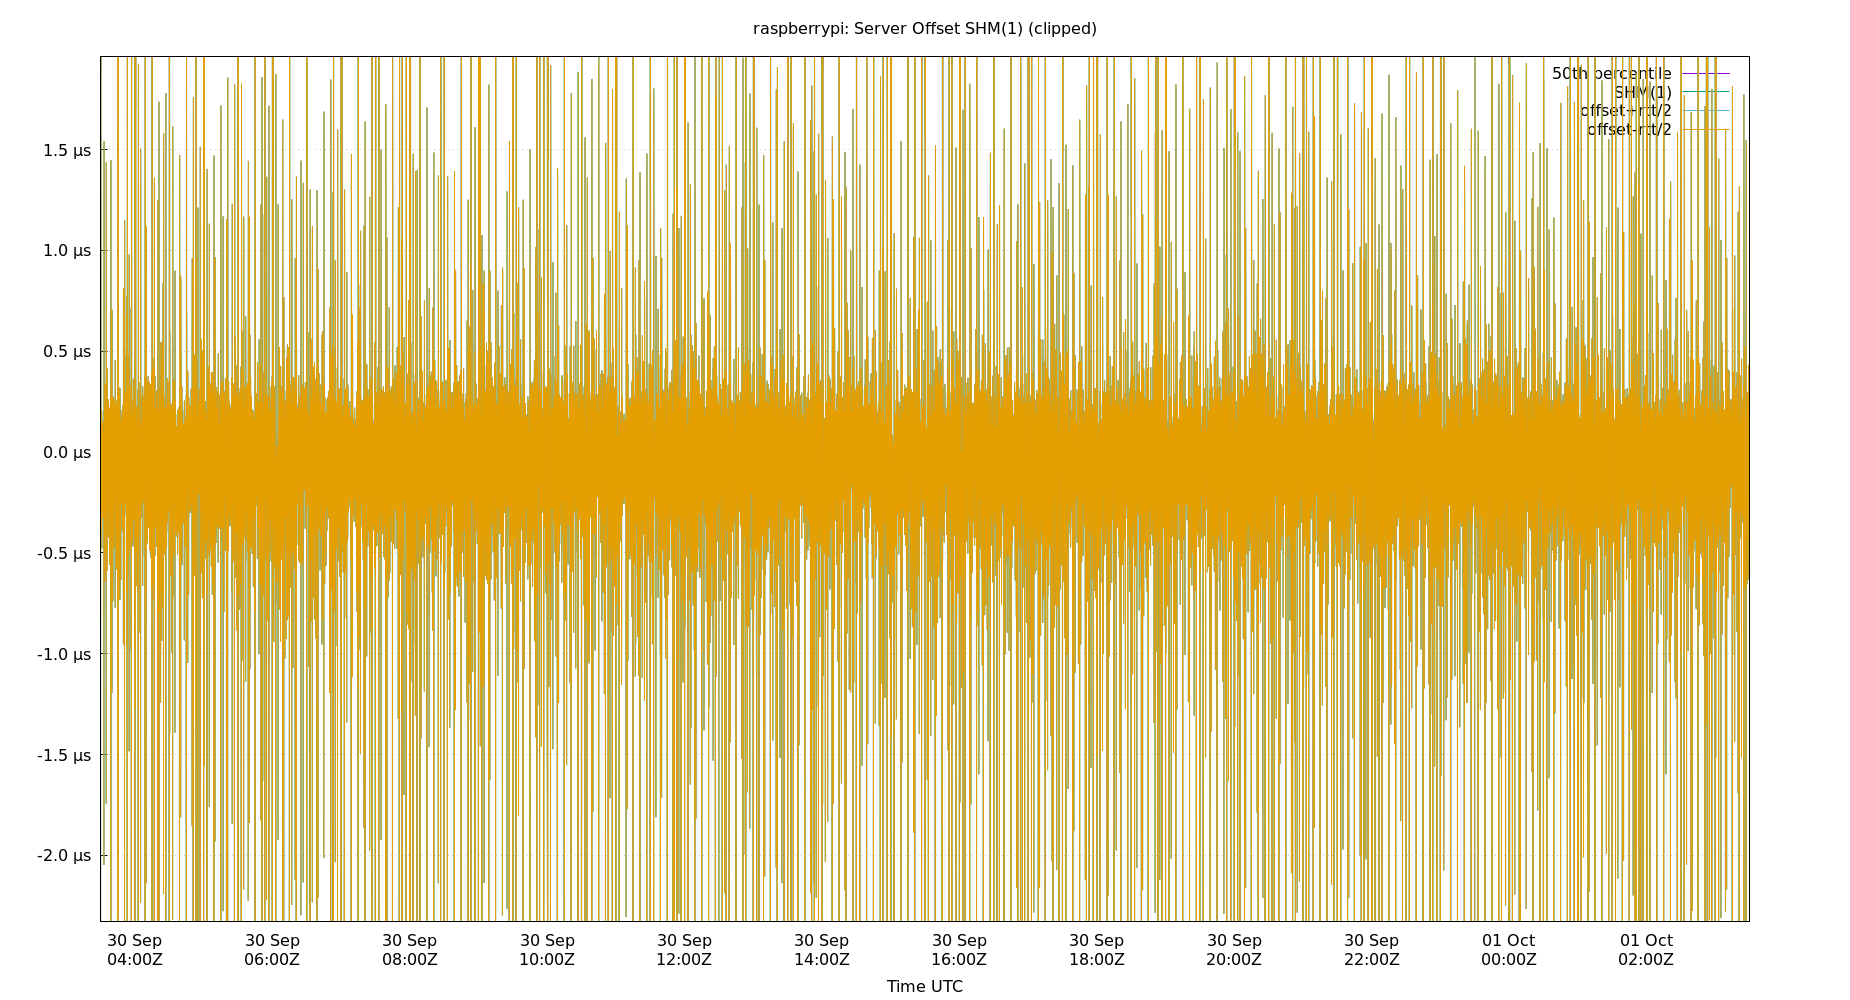 raspberrypi: Server Offset SHM(1) (clipped)
50th percentile
SHM(1)
offset+rtt/2
offset-rtt/2
1.5 µs
1.0 µs
0.5 µs
0.0 µs
-0.5 µs
-1.0 µs
-1.5 µs
-2.0 µs
30 Sep 30 Sep 30 Sep 30 Sep 30 Sep 30 Sep 30 Sep 30 Sep 30 Sep 30 Sep 01 Oct 01 Oct
04:00Z 06:00Z 08:00Z 10:00Z 12:00Z 14:00Z 16:00Z 18:00Z 20:00Z 22:00Z 00:00Z 02:00Z
Time UTC